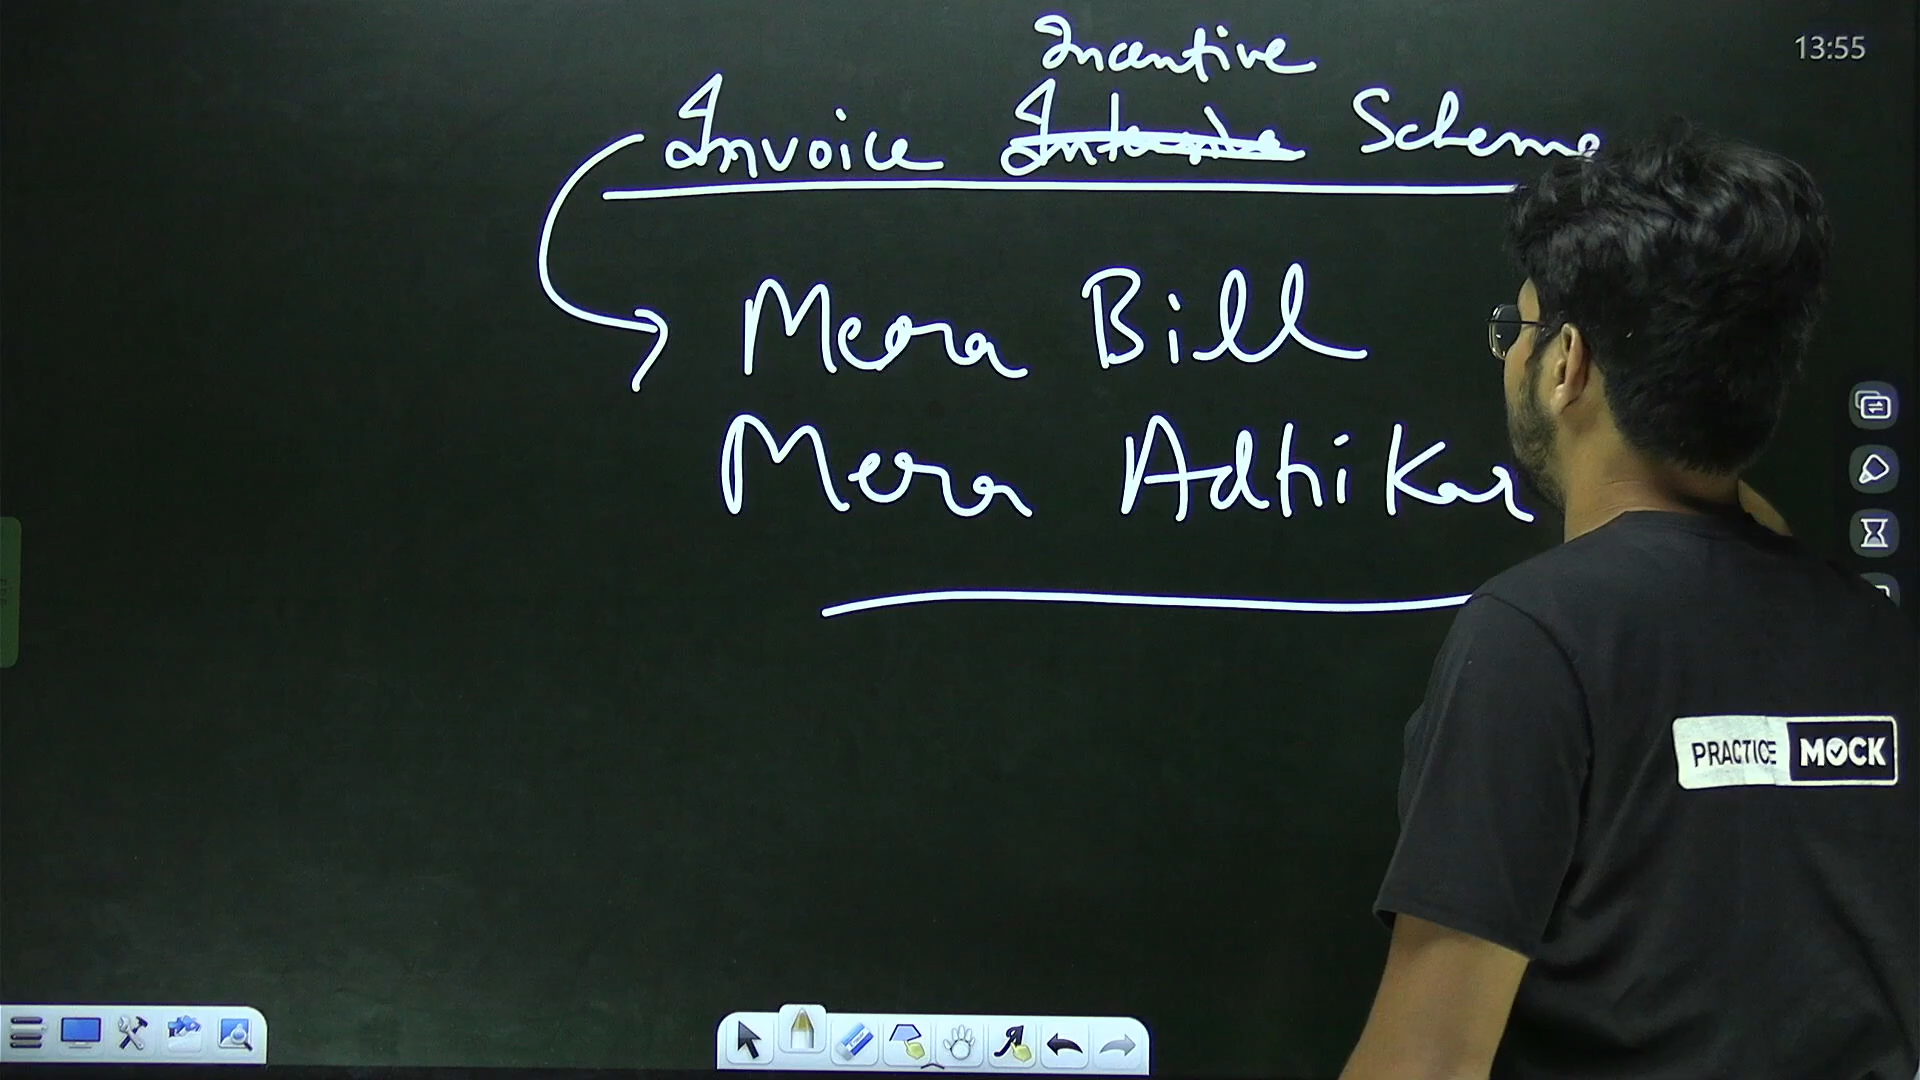 Incentive
13:55
Invoice Scheme
Mera Bill
Mera Adhikar
PRACTICE MOCK